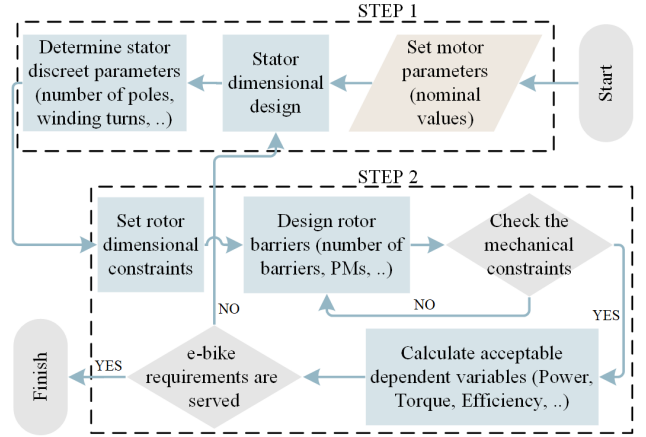 STEP 1
Start
Set motor
parameters
(nominal
values)
Stator
dimensional
design
Determine stator
discreet parameters
(number of poles,
winding turns, ..)
STEP 2
Set rotor
dimensional
constraints
Design rotor
barriers (number of
barriers, PMs, ..)
Check the
mechanical
constraints
NO
YES
Calculate acceptable
dependent variables (Power,
Torque, Efficiency, ..)
e-bike
requirements are
served
NO
YES
Finish